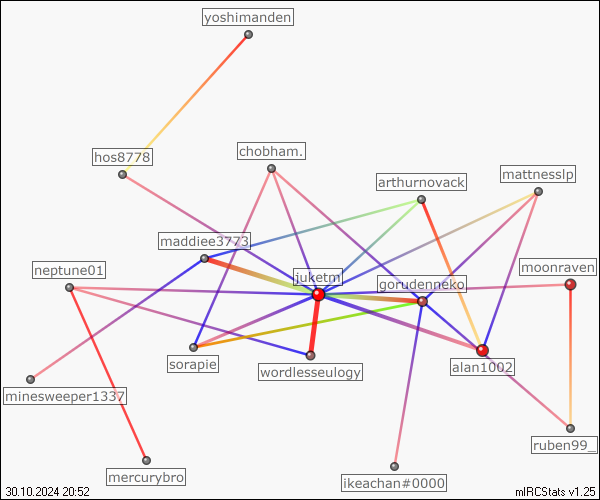 yoshimanden
hos8778
chobham.
mattnesslp
arthurnovack
maddiee3773
neptune01
moonraven
juketm
gorudenneko
sorapie
wordlesseulogy
alan1002
minesweeper1337
ruben99_
mercurybro
ikeachan#0000
30.10.2024 20:52
mIRCStats v1.25